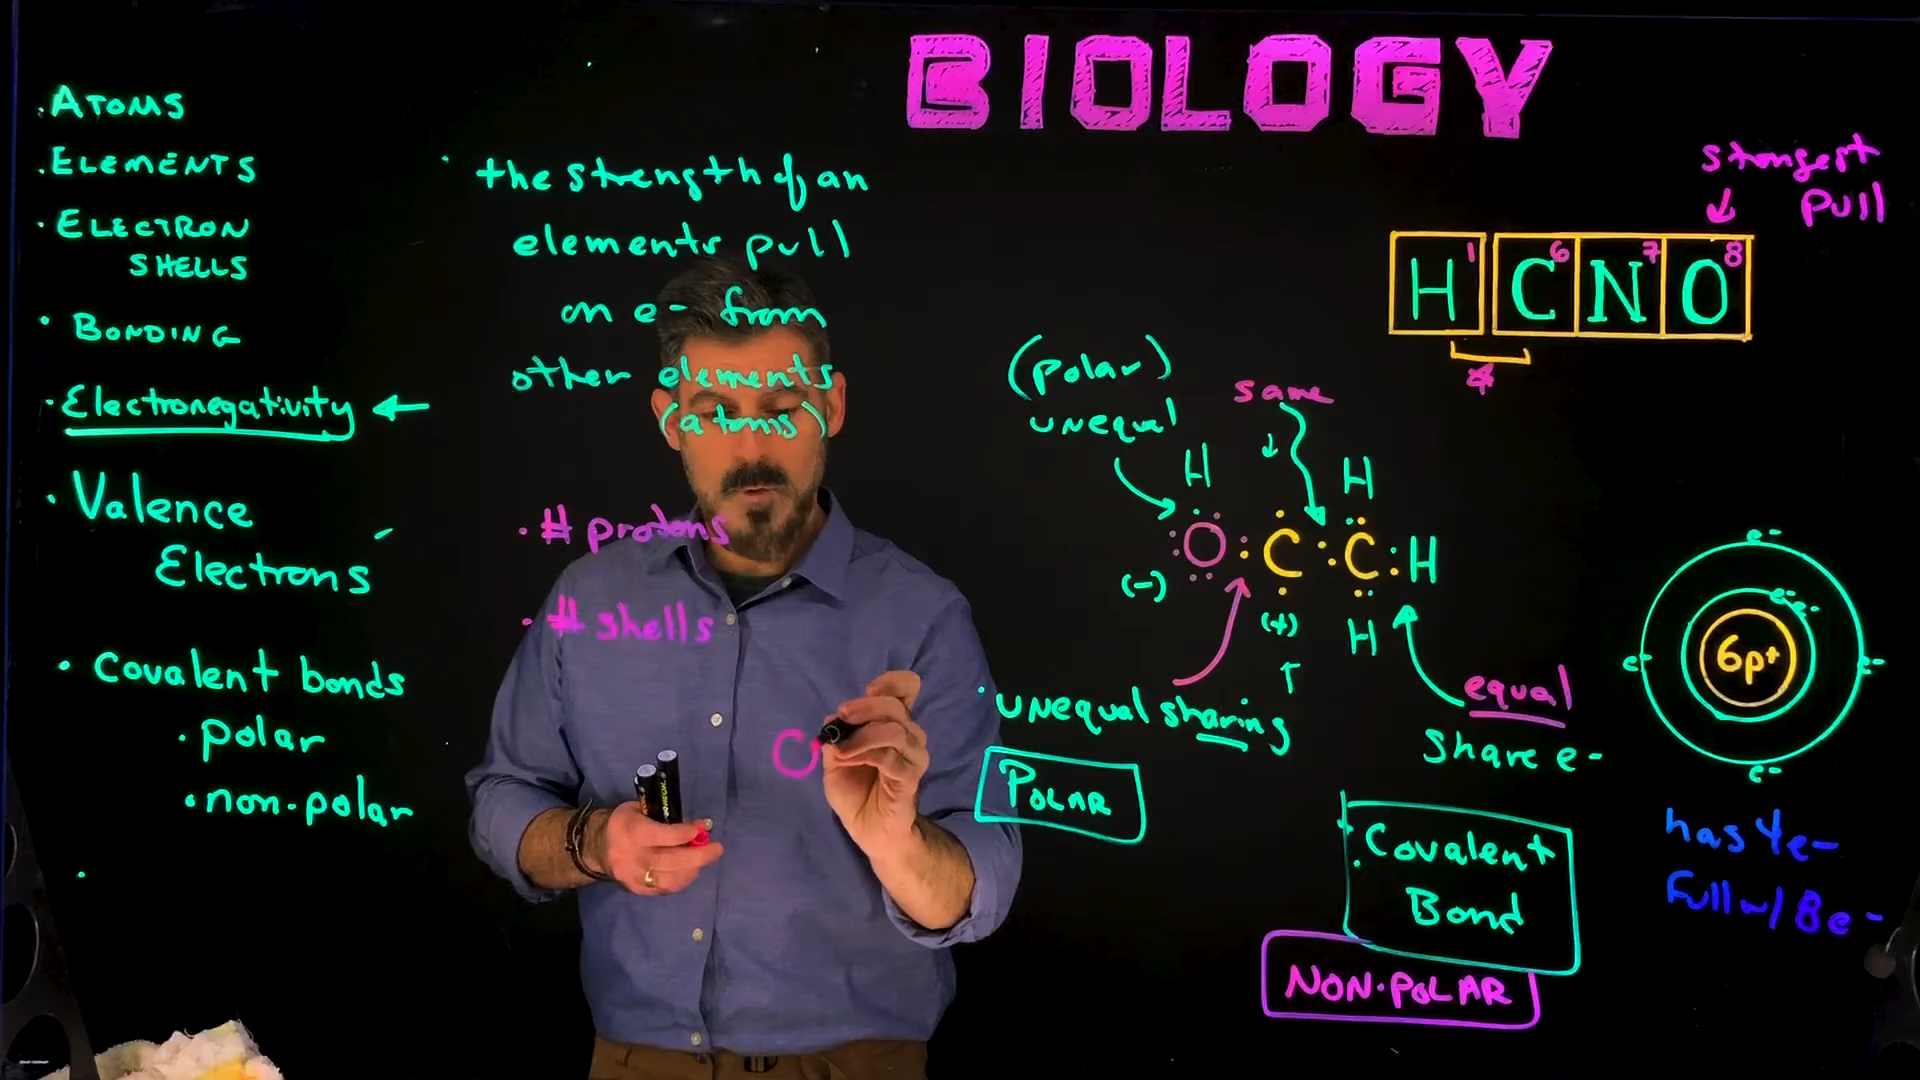 BIOLOGY
• ATOMS
• ELEMENTS
• ELECTRON
SHELLS
• BONDING
• Electronegativity ←
• Valence
Electrons
• Covalent bonds
• polar
• non-polar
• the strength of an
elements pull
on e- from
other elements
(atoms)
• # protons
• # shells
O
strongest
pull
H 1 C 6 N 7 O 8
*
(polar)
unequal
same
H H
O : C : C : H
(-)
(+)
H
• unequal sharing
POLAR
equal
share e-
Covalent
Bond
NON-POLAR
e-
e- e-
e- 6p+ e-
e-
has 4e-
Full w/ 8e-